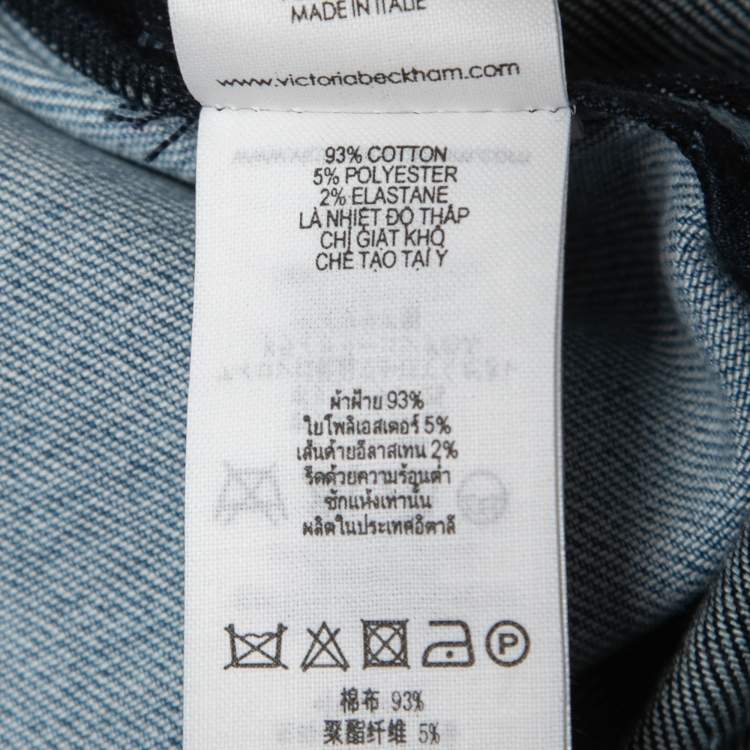 MADE IN ITALIE
www.victoriabeckham.com
93% COTTON
5% POLYESTER
2% ELASTANE
LÀ NHIỆT ĐỘ THẤP
CHỈ GIẶT KHÔ
CHẾ TẠO TẠI Y
ผ้าฝ้าย 93%
ใยโพลิเอสเตอร์ 5%
เส้นด้ายอีลาสเทน 2%
รีดด้วยความร้อนต่ำ
ซักแห้งเท่านั้น
ผลิตในประเทศอิตาลี
P
棉布 93%
聚酯纤维 5%